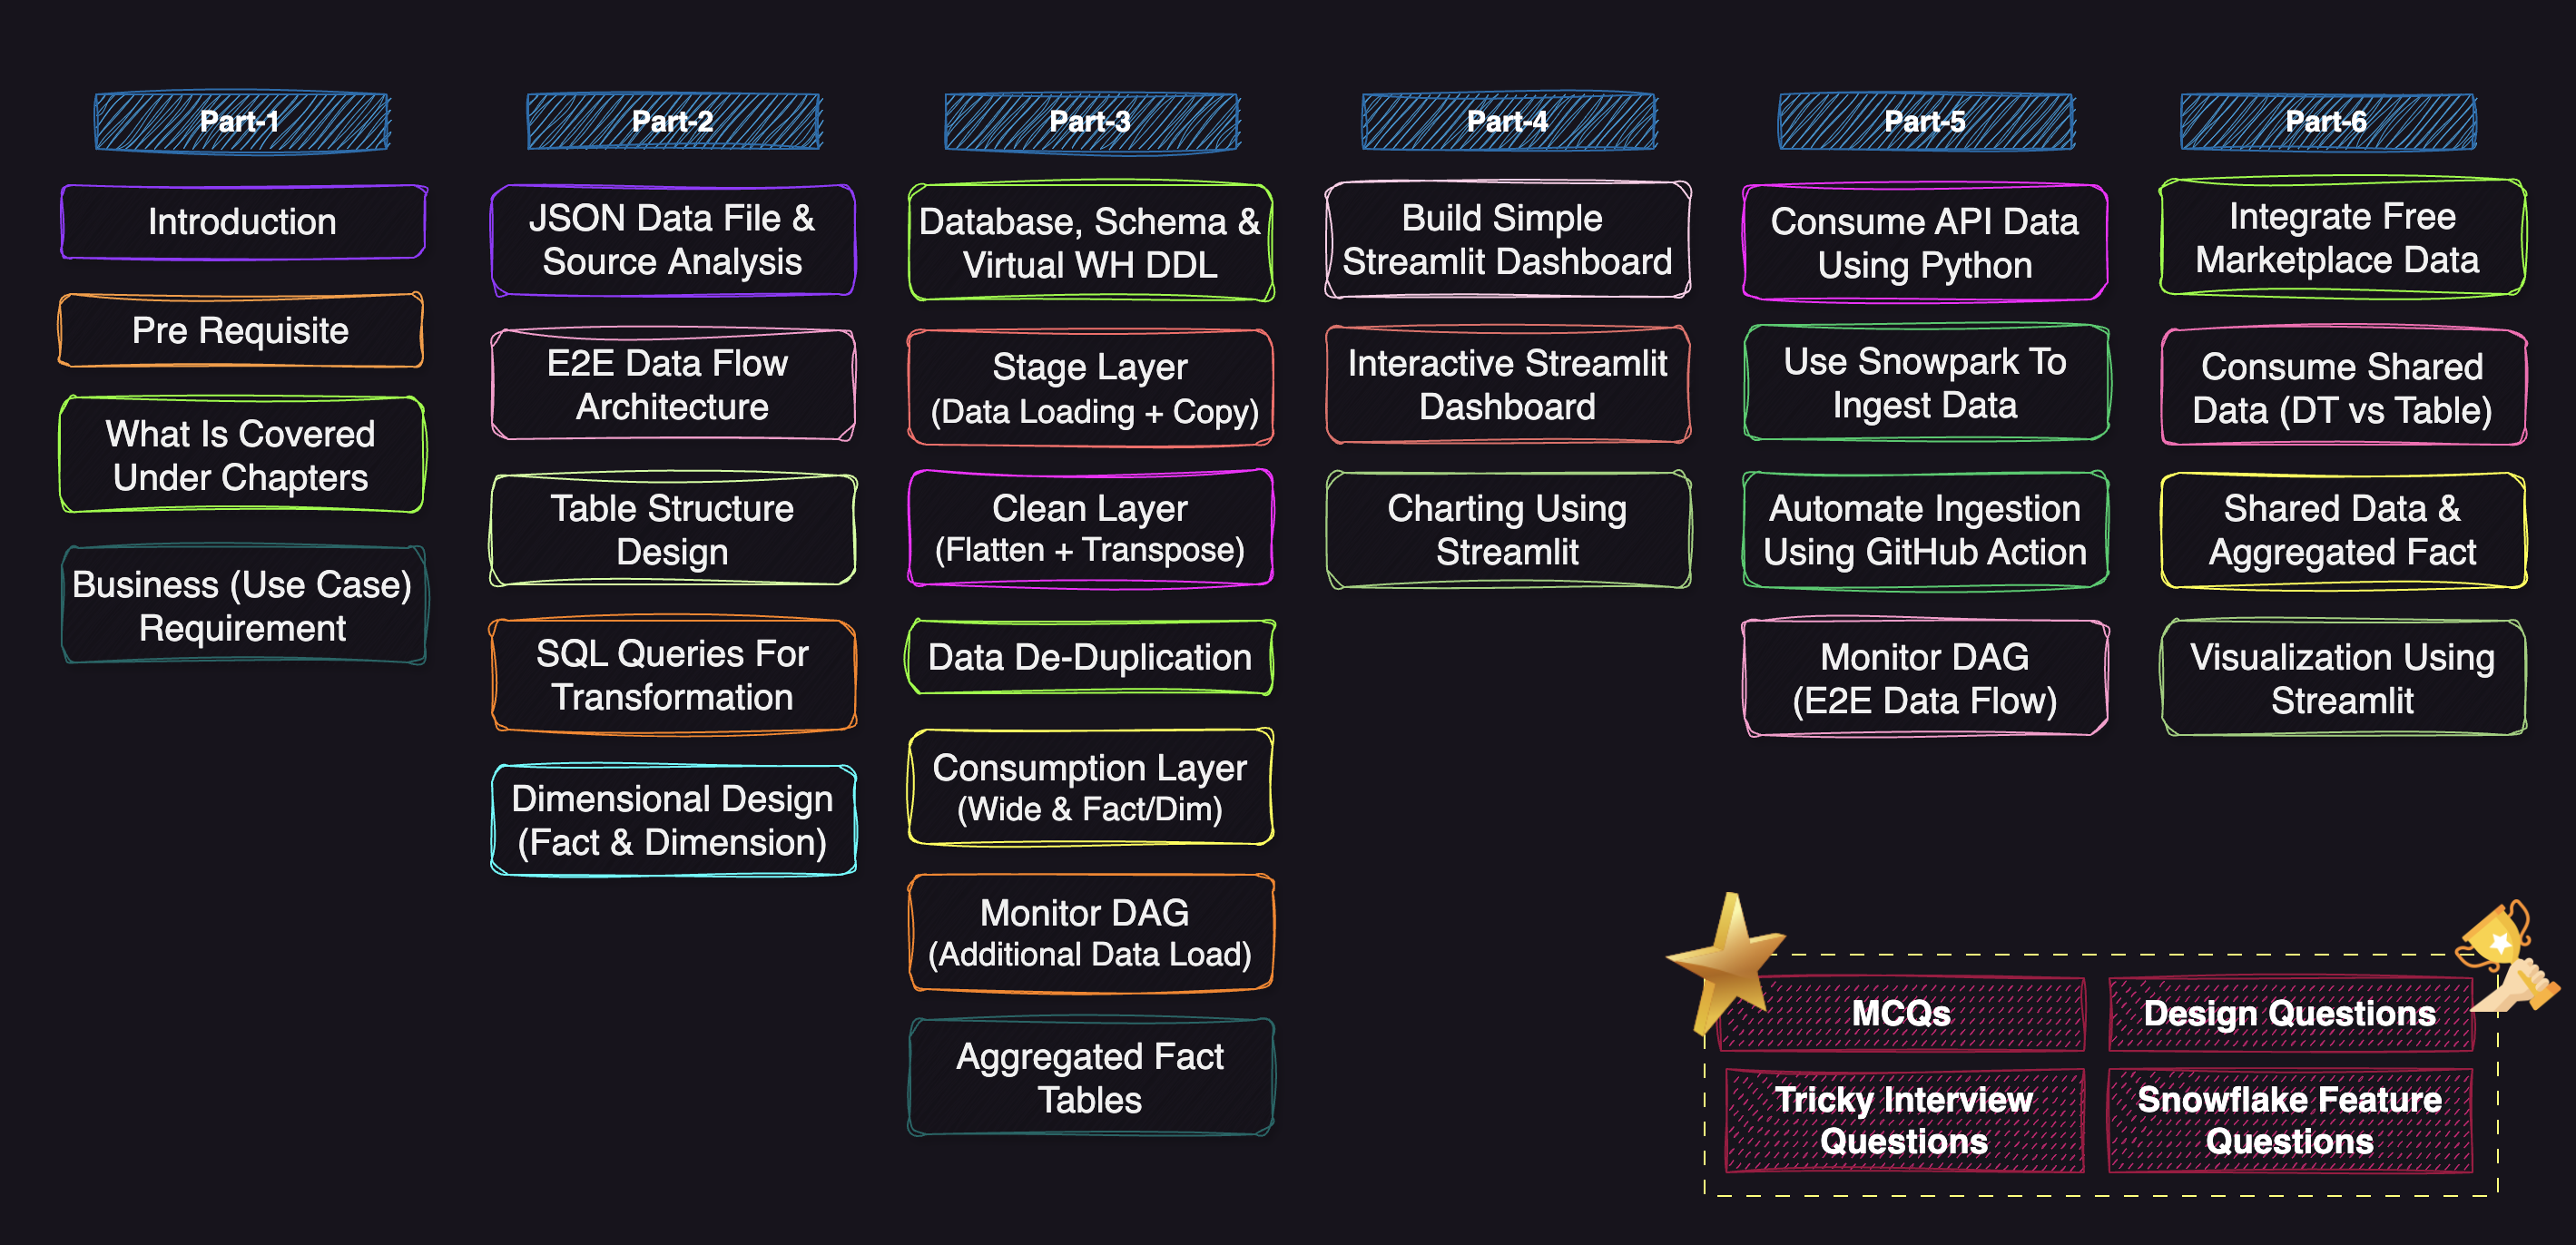 Part-1
Introduction
Pre Requisite
What Is Covered
Under Chapters
Business (Use Case)
Requirement
Part-2
JSON Data File &
Source Analysis
E2E Data Flow
Architecture
Table Structure
Design
SQL Queries For
Transformation
Dimensional Design
(Fact & Dimension)
Part-3
Database, Schema &
Virtual WH DDL
Stage Layer
(Data Loading + Copy)
Clean Layer
(Flatten + Transpose)
Data De-Duplication
Consumption Layer
(Wide & Fact/Dim)
Monitor DAG
(Additional Data Load)
Aggregated Fact
Tables
Part-4
Build Simple
Streamlit Dashboard
Interactive Streamlit
Dashboard
Charting Using
Streamlit
Part-5
Consume API Data
Using Python
Use Snowpark To
Ingest Data
Automate Ingestion
Using GitHub Action
Monitor DAG
(E2E Data Flow)
Part-6
Integrate Free
Marketplace Data
Consume Shared
Data (DT vs Table)
Shared Data &
Aggregated Fact
Visualization Using
Streamlit
MCQs
Design Questions
Tricky Interview
Questions
Snowflake Feature
Questions